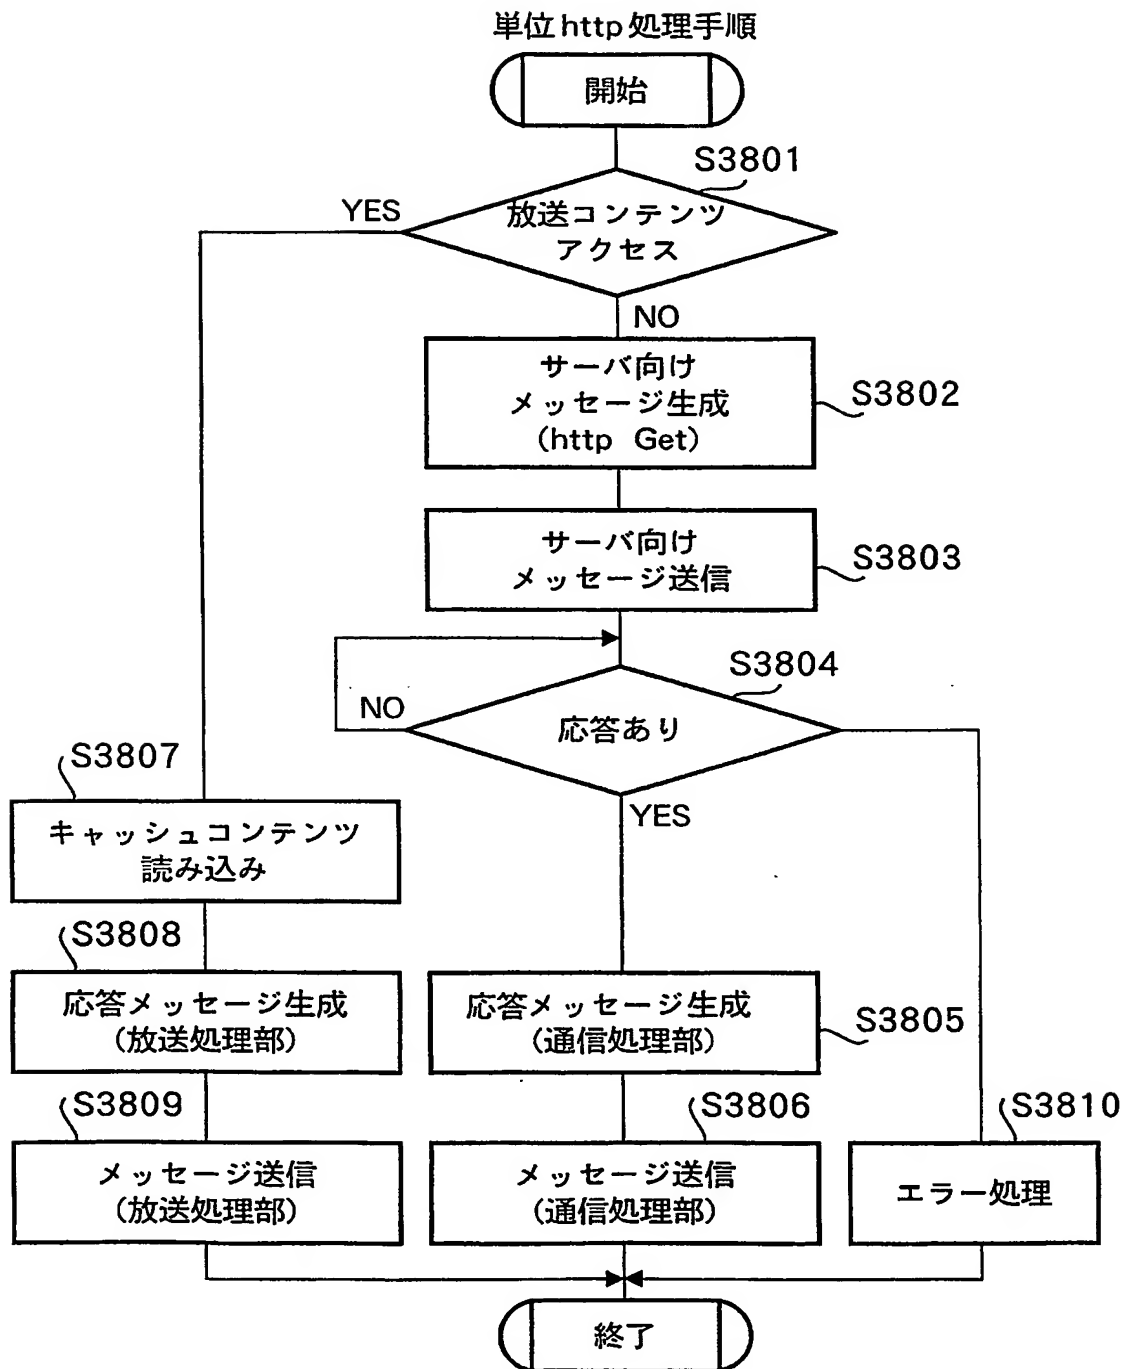 単位http処理手順
開始
S3801
YES
放送コンテンツ
アクセス
NO
サーバ向け
メッセージ生成
(http Get)
S3802
サーバ向け
メッセージ送信
S3803
S3804
NO
応答あり
YES
S3807
キャッシュコンテンツ
読み込み
S3808
応答メッセージ生成
(放送処理部)
応答メッセージ生成
(通信処理部)
S3805
S3809
メッセージ送信
(放送処理部)
S3806
メッセージ送信
(通信処理部)
S3810
エラー処理
終了